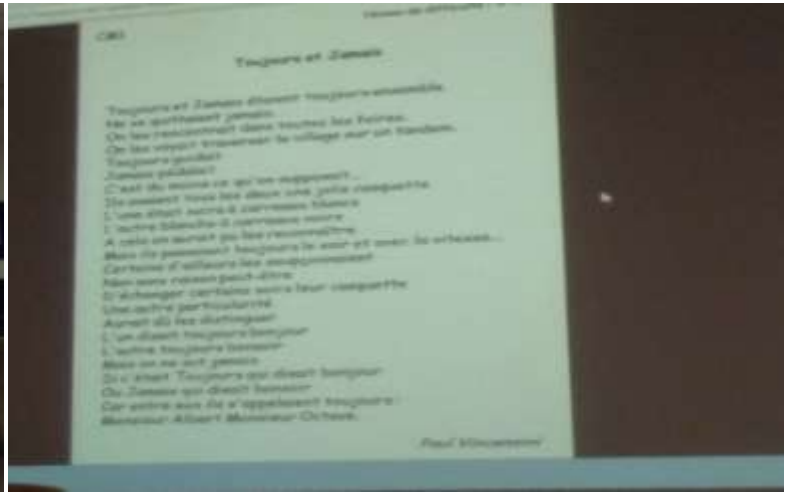 CM1
Niveau de difficulté :
Toujours et Jamais
Toujours et Jamais étaient toujours ensemble,
Ne se quittaient jamais.
On les rencontrait dans toutes les foires.
On les voyait traverser le village sur un tandem.
Toujours guidait
Jamais pédalait
C'est du moins ce qu'on supposait...
Ils avaient tous les deux une jolie casquette
L'une était noire à carreaux blancs
L'autre blanche à carreaux noirs
A cela on aurait pu les reconnaître
Mais ils passaient toujours le soir et avec la vitesse...
Certains d'ailleurs les soupçonnaient
Non sans raison peut-être
D'échanger certains soirs leur casquette
Une autre particularité
Aurait dû les distinguer
L'un disait toujours bonjour
L'autre toujours bonsoir
Mais on ne sut jamais
Si c'était Toujours qui disait bonjour
Ou Jamais qui disait bonsoir
Car entre eux ils s'appelaient toujours :
Monsieur Albert Monsieur Octave.
Paul Vincensini